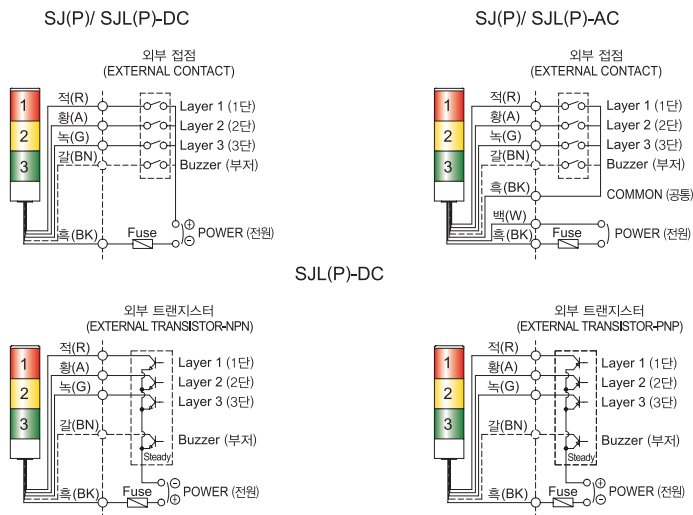 SJ(P)/ SJL(P)-DC
외부 접점
(EXTERNAL CONTACT)
1
2
3
적(R)
황(A)
녹(G)
갈(BN)
Layer 1 (1단)
Layer 2 (2단)
Layer 3 (3단)
Buzzer (부저)
흑(BK)
Fuse
⊕
⊖
POWER (전원)
SJ(P)/ SJL(P)-AC
외부 접점
(EXTERNAL CONTACT)
1
2
3
적(R)
황(A)
녹(G)
갈(BN)
Layer 1 (1단)
Layer 2 (2단)
Layer 3 (3단)
Buzzer (부저)
흑(BK)
COMMON (공통)
백(W)
흑(BK)
Fuse
POWER (전원)
SJL(P)-DC
외부 트랜지스터
(EXTERNAL TRANSISTOR-NPN)
1
2
3
적(R)
황(A)
녹(G)
갈(BN)
Layer 1 (1단)
Layer 2 (2단)
Layer 3 (3단)
Buzzer (부저)
Steady
흑(BK)
Fuse
⊖
⊕
POWER (전원)
외부 트랜지스터
(EXTERNAL TRANSISTOR-PNP)
1
2
3
적(R)
황(A)
녹(G)
갈(BN)
Layer 1 (1단)
Layer 2 (2단)
Layer 3 (3단)
Buzzer (부저)
Steady
흑(BK)
Fuse
⊕
⊖
POWER (전원)